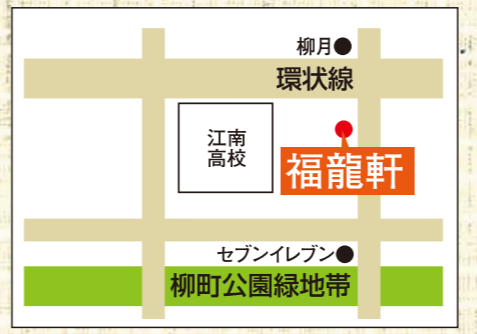 柳月●
環状線
江南
高校
福龍軒
セブンイレブン●
柳町公園緑地帯